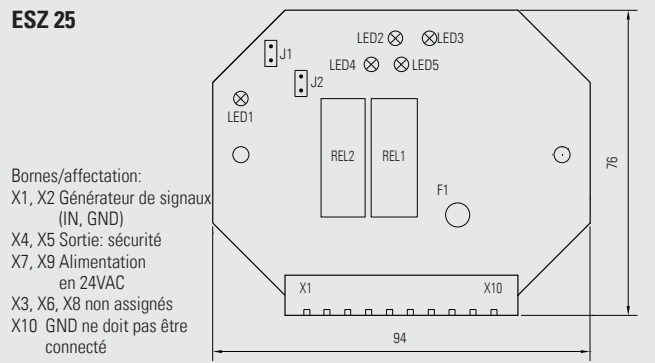 ESZ 25
LED2 LED3
J1
LED4 LED5
J2
LED1
REL2 REL1
76
F1
Bornes/affectation:
X1, X2 Générateur de signaux
(IN, GND)
X4, X5 Sortie: sécurité
X7, X9 Alimentation
en 24VAC
X3, X6, X8 non assignés
X10 GND ne doit pas être
connecté
X1 X10
94